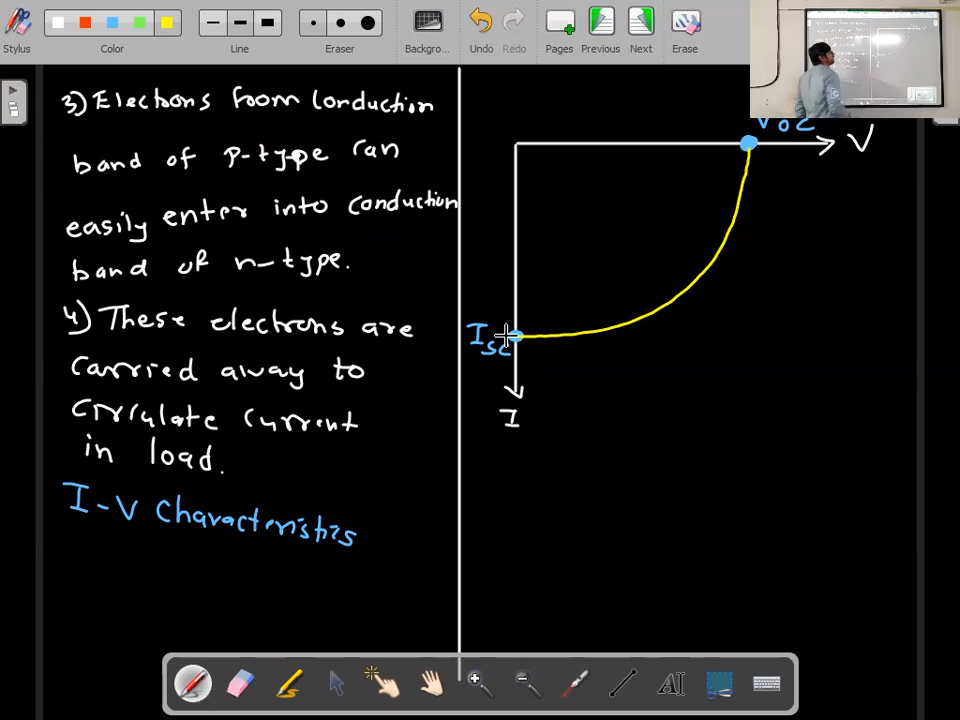 Stylus
Color
Line
Eraser
Backgro...
Undo
Redo
Pages
Previous
Next
Erase
3) Electrons from Conduction
band of P-type can
easily enter into conduction
band of n-type.
4) These electrons are
Carried away to
Circulate current
in load.
I-V Characteristics
Voc
V
Isc
I